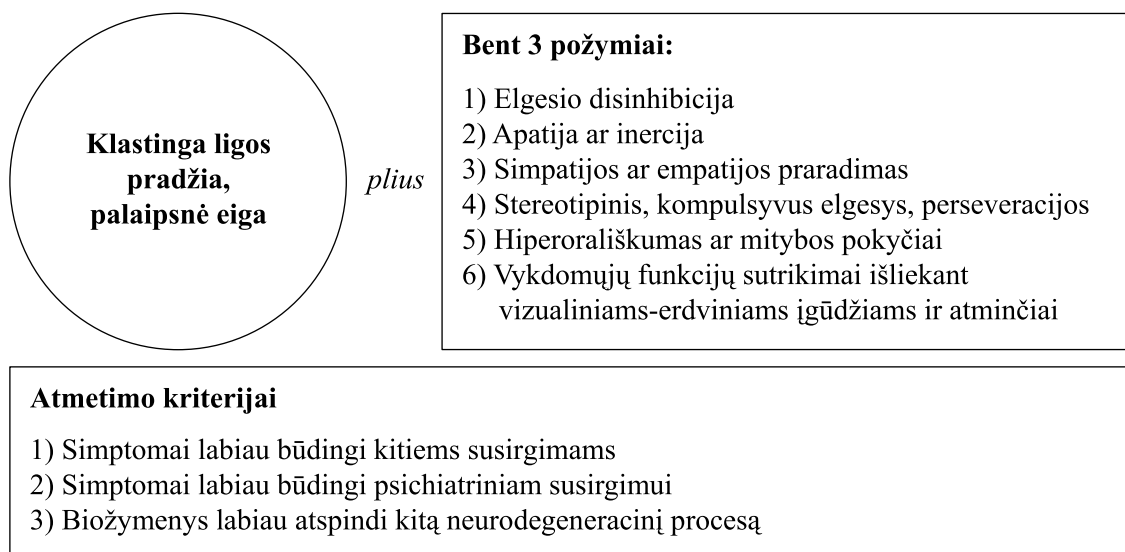 Klastinga ligos
pradžia,
palaipsnė eiga
plius
Bent 3 požymiai:
1) Elgesio disinhibicija
2) Apatija ar inercija
3) Simpatijos ar empatijos praradimas
4) Stereotipinis, kompulsyvus elgesys, perseveracijos
5) Hiperorališkumas ar mitybos pokyčiai
6) Vykdomųjų funkcijų sutrikimai išliekant
vizualiniams-erdviniams įgūdžiams ir atminčiai
Atmetimo kriterijai
1) Simptomai labiau būdingi kitiems susirgimams
2) Simptomai labiau būdingi psichiatriniam susirgimui
3) Biožymenys labiau atspindi kitą neurodegeneracinį procesą